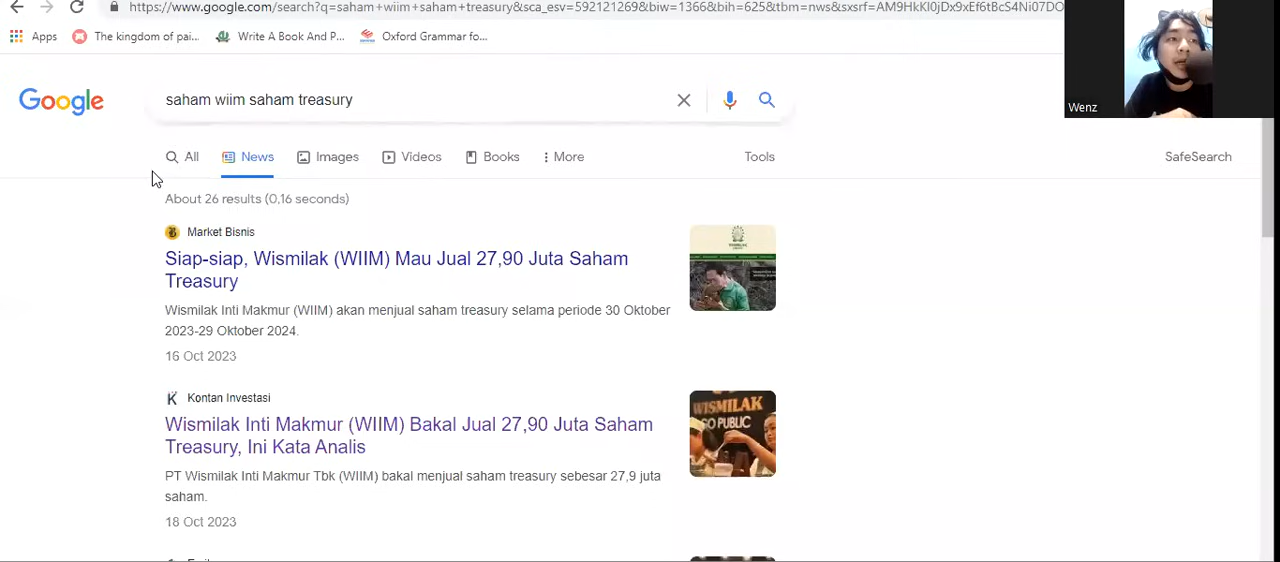 https://www.google.com/search?q=saham+wiim+saham+treasury&sca_esv=592121269&biw=1366&bih=625&tbm=nws&sxsrf=AM9HkKl0jDx9xEf6tBcS4Ni07DO
Apps The kingdom of pai... Write A Book And P... Oxford Grammar fo...
Wenz
Google saham wiim saham treasury
All News Images Videos Books More Tools SafeSearch
About 26 results (0,16 seconds)
Market Bisnis
Siap-siap, Wismilak (WIIM) Mau Jual 27,90 Juta Saham
Treasury
Wismilak Inti Makmur (WIIM) akan menjual saham treasury selama periode 30 Oktober
2023-29 Oktober 2024.
16 Oct 2023
Kontan Investasi
Wismilak Inti Makmur (WIIM) Bakal Jual 27,90 Juta Saham
Treasury, Ini Kata Analis
WISMILAK
GO PUBLIC
PT Wismilak Inti Makmur Tbk (WIIM) bakal menjual saham treasury sebesar 27,9 juta
saham.
18 Oct 2023